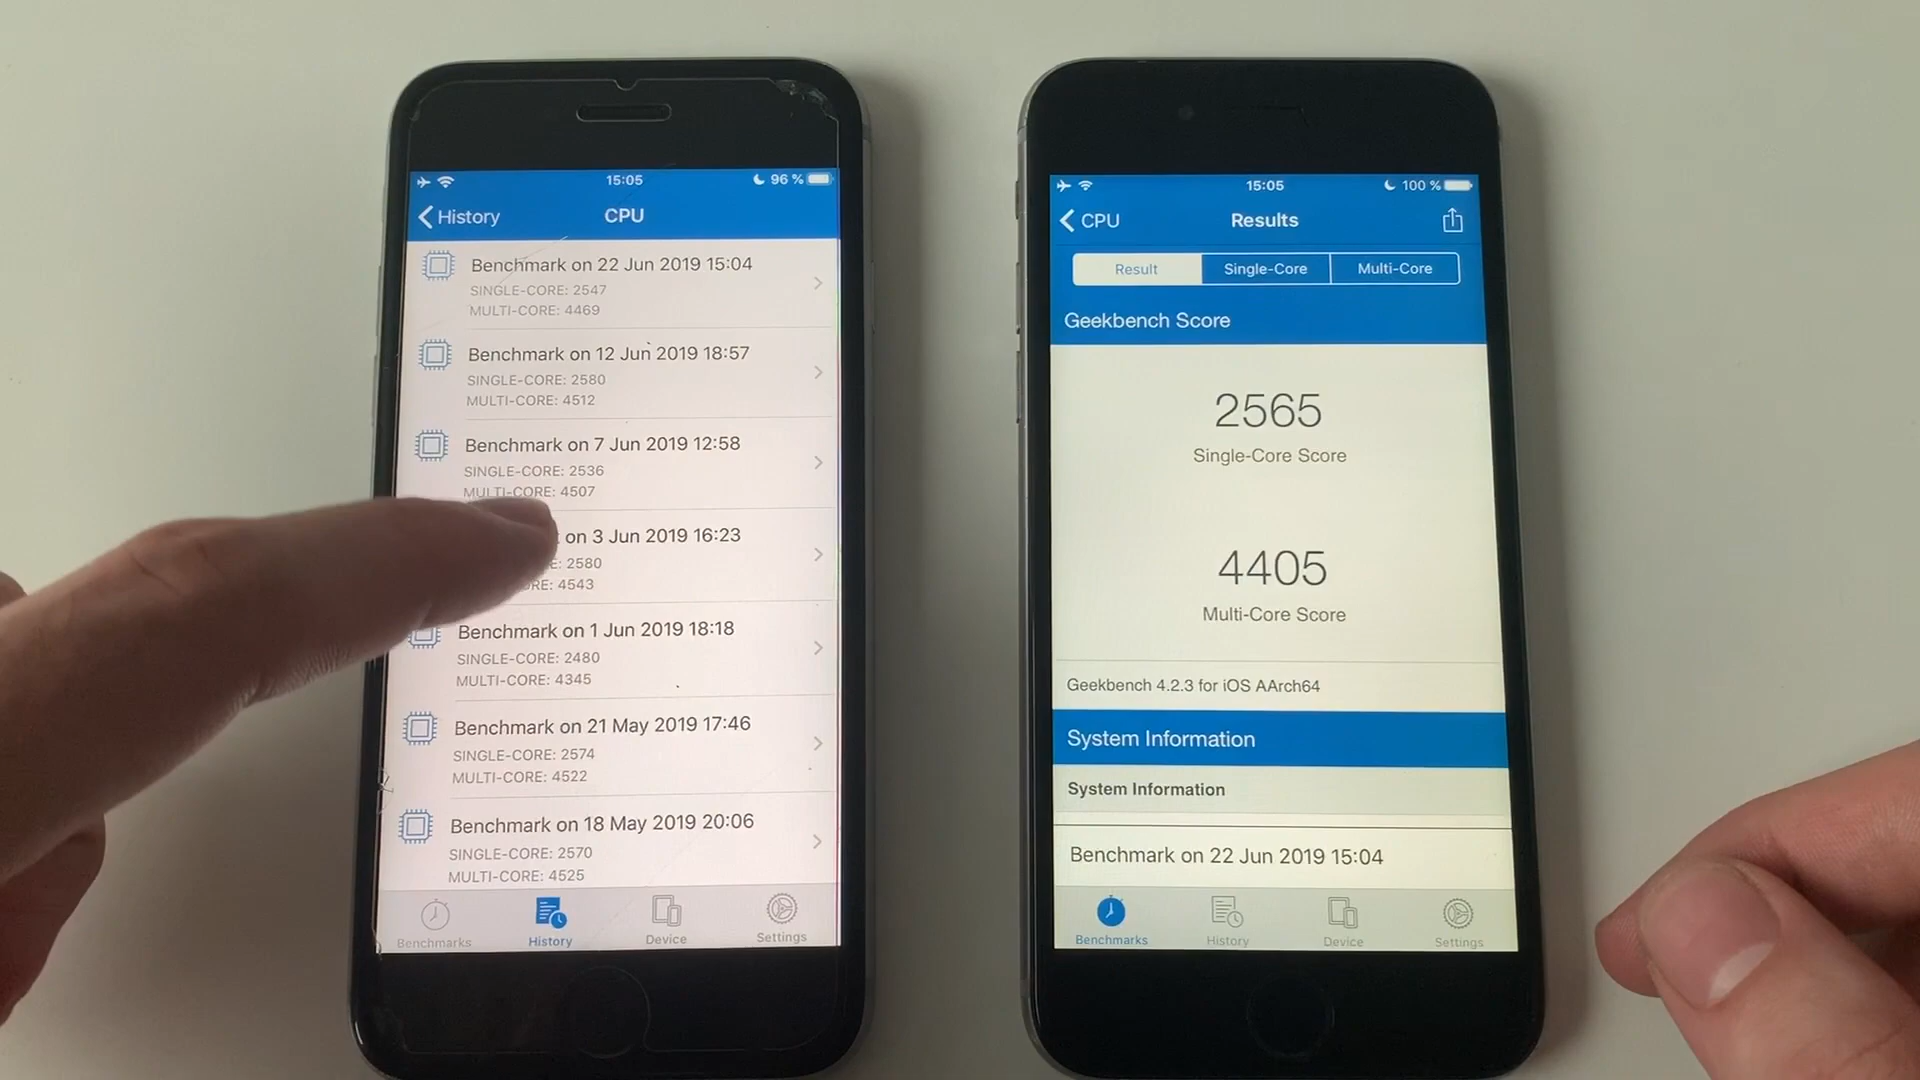 15:05
96 %
History
CPU
Benchmark on 22 Jun 2019 15:04
SINGLE-CORE: 2547
MULTI-CORE: 4469
Benchmark on 12 Jun 2019 18:57
SINGLE-CORE: 2580
MULTI-CORE: 4512
Benchmark on 7 Jun 2019 12:58
SINGLE-CORE: 2536
MULTI-CORE: 4507
on 3 Jun 2019 16:23
2580
4543
Benchmark on 1 Jun 2019 18:18
SINGLE-CORE: 2480
MULTI-CORE: 4345
Benchmark on 21 May 2019 17:46
SINGLE-CORE: 2574
MULTI-CORE: 4522
Benchmark on 18 May 2019 20:06
SINGLE-CORE: 2570
MULTI-CORE: 4525
Benchmarks
History
Device
Settings
15:05
100 %
CPU
Results
Result
Single-Core
Multi-Core
Geekbench Score
2565
Single-Core Score
4405
Multi-Core Score
Geekbench 4.2.3 for iOS AArch64
System Information
System Information
Benchmark on 22 Jun 2019 15:04
Benchmarks
History
Device
Settings